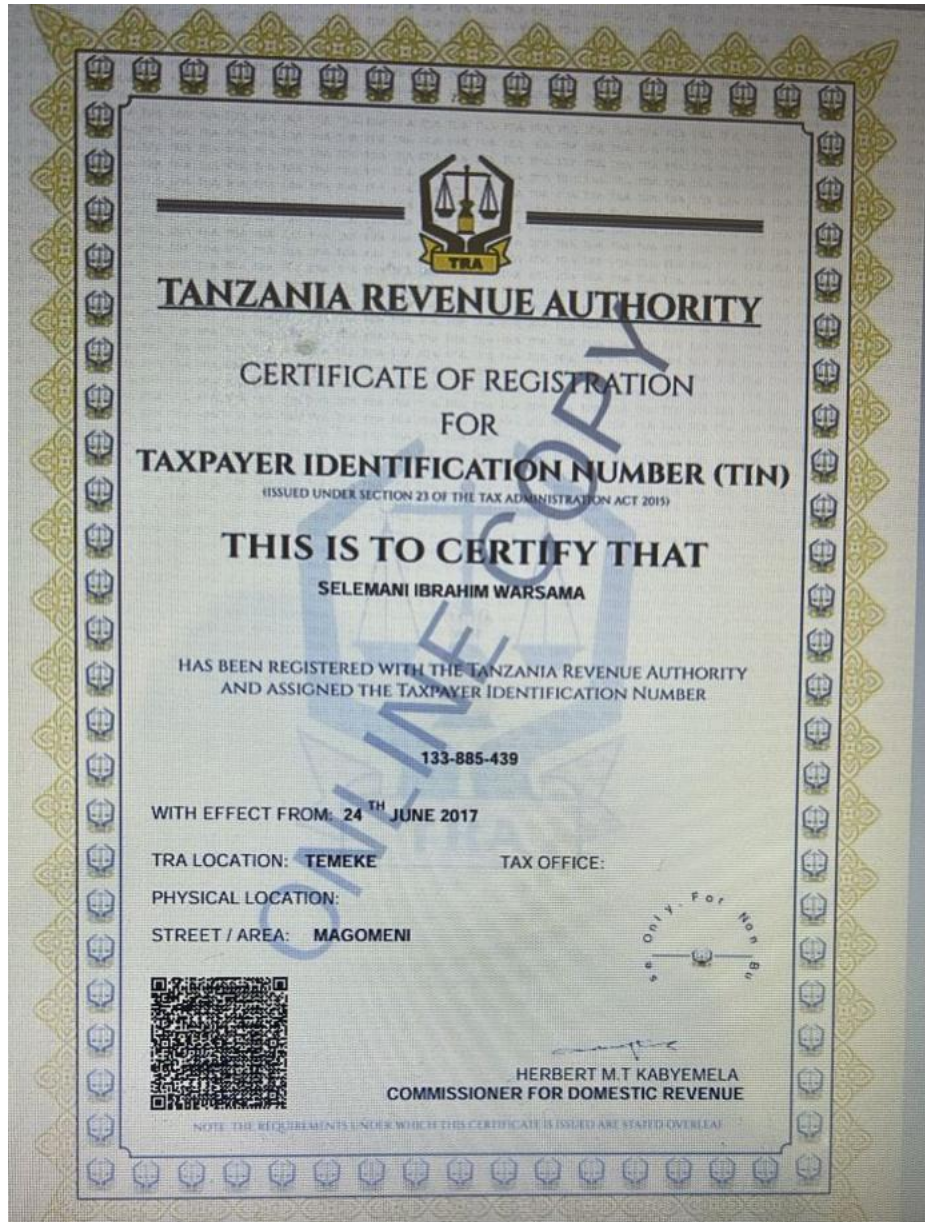 TRA
TANZANIA REVENUE AUTHORITY
CERTIFICATE OF REGISTRATION
FOR
TAXPAYER IDENTIFICATION NUMBER (TIN)
(ISSUED UNDER SECTION 23 OF THE TAX ADMINISTRATION ACT 2015)
THIS IS TO CERTIFY THAT
SELEMANI IBRAHIM WARSAMA
HAS BEEN REGISTERED WITH THE TANZANIA REVENUE AUTHORITY
AND ASSIGNED THE TAXPAYER IDENTIFICATION NUMBER
133-885-439
WITH EFFECT FROM: 24 TH JUNE 2017
TRA
TRA LOCATION: TEMEKE TAX OFFICE:
PHYSICAL LOCATION:
STREET / AREA: MAGOMENI
se Only. For Non Bu
HERBERT M.T KABYEMELA
COMMISSIONER FOR DOMESTIC REVENUE
NOTE: THE REQUIREMENTS UNDER WHICH THIS CERTIFICATE IS ISSUED ARE STATED OVERLEAF
ONLINE COPY